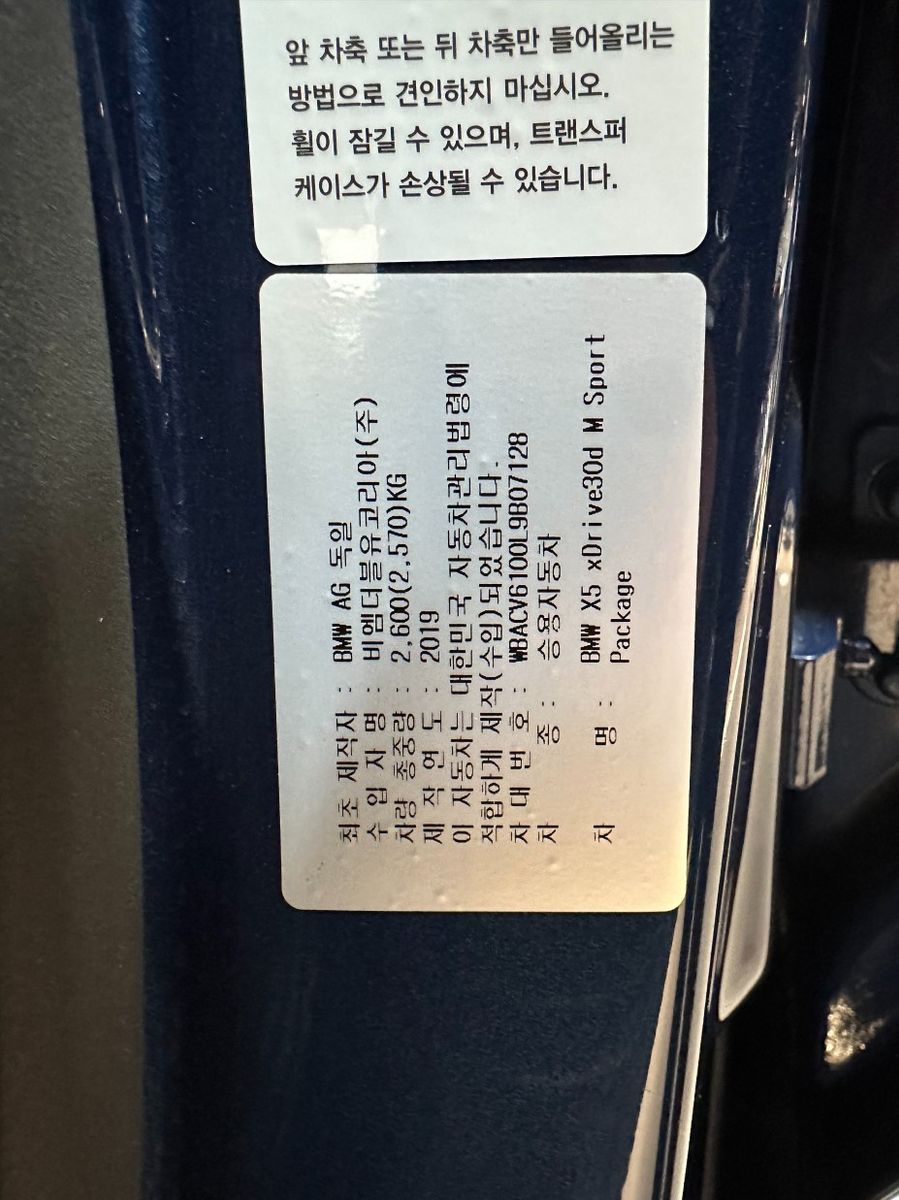 앞 차축 또는 뒤 차축만 들어올리는
방법으로 견인하지 마십시오.
휠이 잠길 수 있으며, 트랜스퍼
케이스가 손상될 수 있습니다.
최초 제작자 : BMW AG 독일
수 입 자 명 : 비엠더블유코리아(주)
차량 총중량 : 2,600(2,570)KG
제 작 연 도 : 2019
이 자동차는 대한민국 자동차관리법령에
적합하게 제작(수입)되었습니다.
차 대 번 호 : WBACV6100L9B07128
차 종 : 승용자동차
차 명 : BMW X5 xDrive30d M Sport
Package